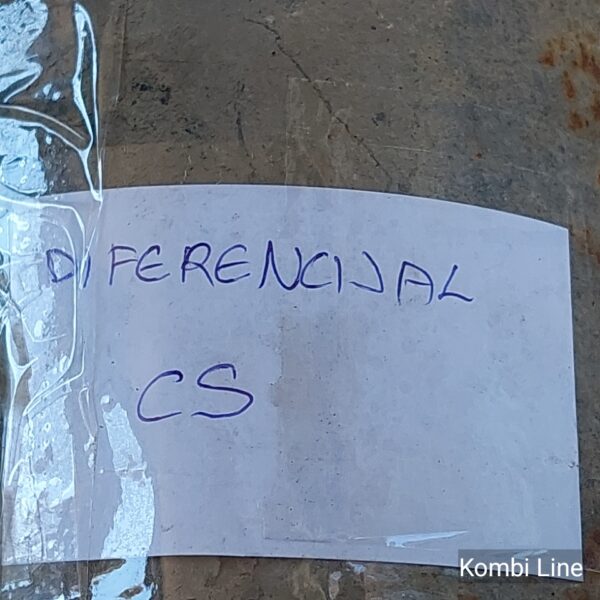 DIFERENCIJAL
CS
Kombi Line